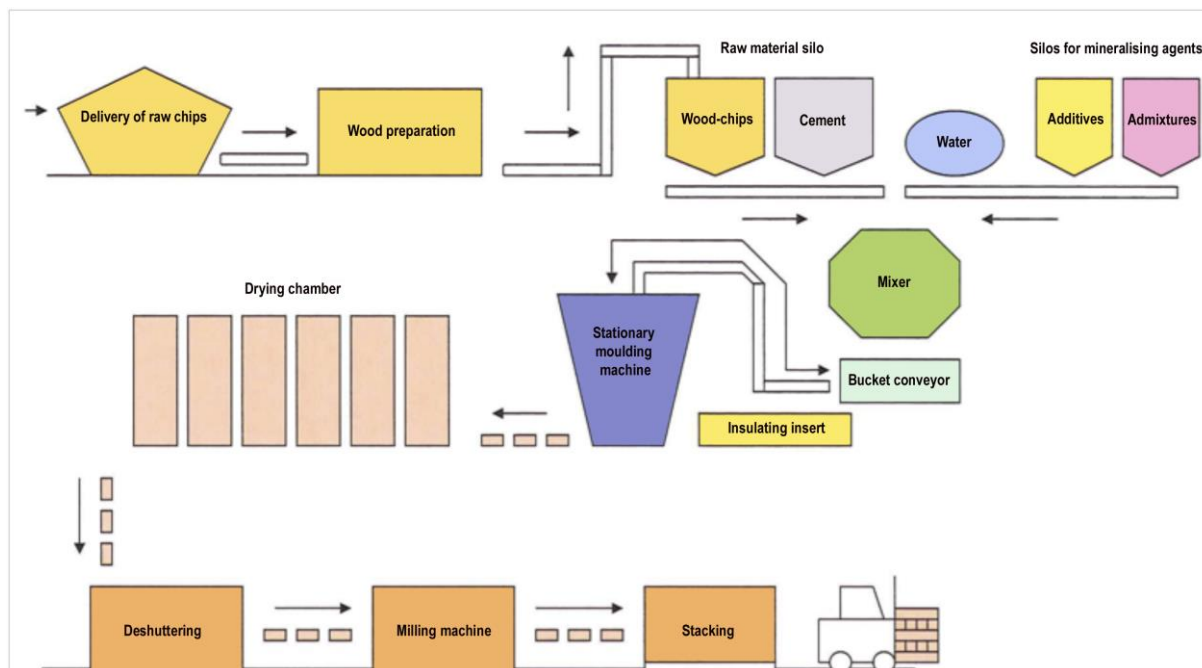 Raw material silo
Silos for mineralising agents
Delivery of raw chips
Wood preparation
Wood-chips
Cement
Water
Additives
Admixtures
Mixer
Drying chamber
Stationary
moulding
machine
Bucket conveyor
Insulating insert
Deshuttering
Milling machine
Stacking